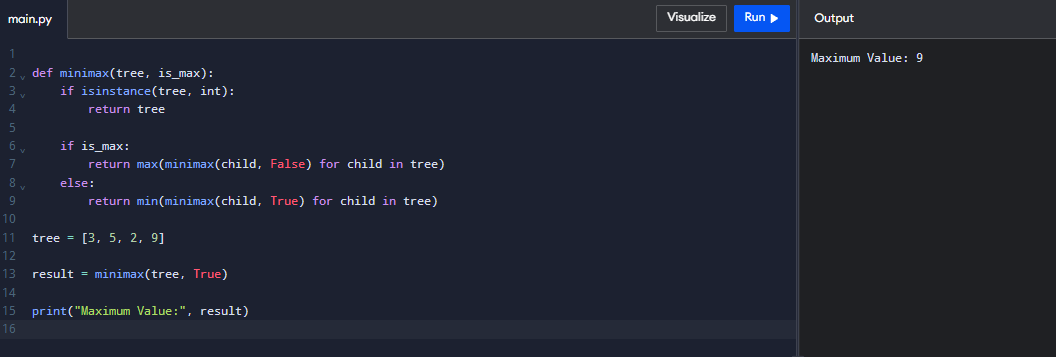 main.py
Visualize
Run
Output
1
2 def minimax(tree, is_max):
3     if isinstance(tree, int):
4         return tree
5
6     if is_max:
7         return max(minimax(child, False) for child in tree)
8     else:
9         return min(minimax(child, True) for child in tree)
10
11 tree = [3, 5, 2, 9]
12
13 result = minimax(tree, True)
14
15 print("Maximum Value:", result)
16
Maximum Value: 9